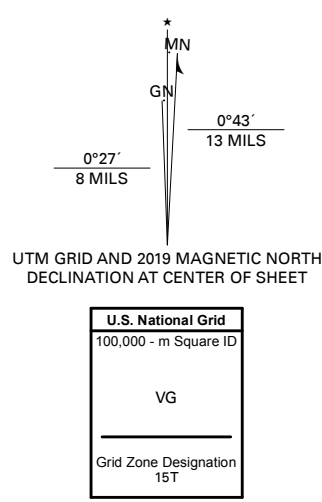 ★
MN
GN
0°43´
13 MILS
0°27´
8 MILS
UTM GRID AND 2019 MAGNETIC NORTH
DECLINATION AT CENTER OF SHEET
U.S. National Grid
100,000 - m Square ID
VG
Grid Zone Designation
15T